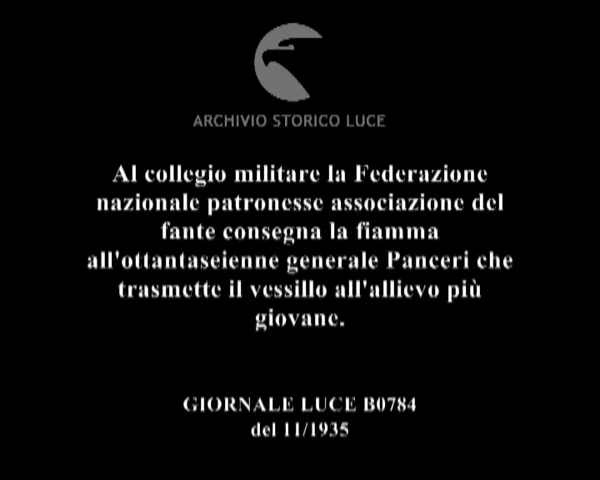 ARCHIVIO STORICO LUCE
Al collegio militare la Federazione
nazionale patronesse associazione del
fante consegna la fiamma
all'ottantaseienne generale Panceri che
trasmette il vessillo all'allievo più
giovane.
GIORNALE LUCE B0784
del 11/1935